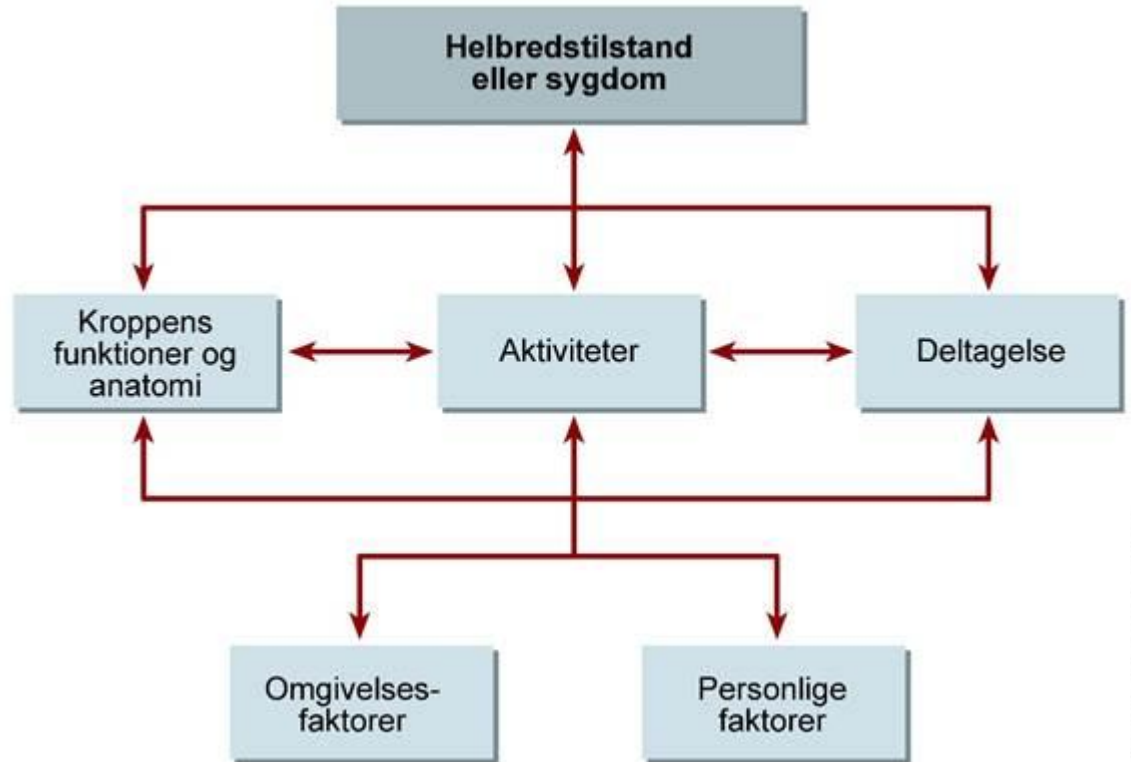 Helbredstilstand
eller sygdom
Kroppens
funktioner og
anatomi
Aktiviteter
Deltagelse
Omgivelses-
faktorer
Personlige
faktorer